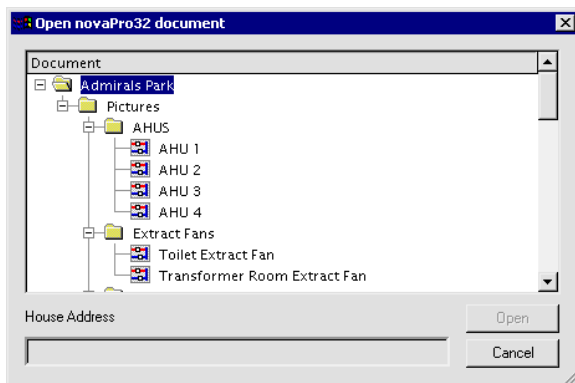 Open novaPro32 document
Document
Admirals Park
Pictures
AHUS
AHU 1
AHU 2
AHU 3
AHU 4
Extract Fans
Toilet Extract Fan
Transformer Room Extract Fan
House Address
Open
Cancel